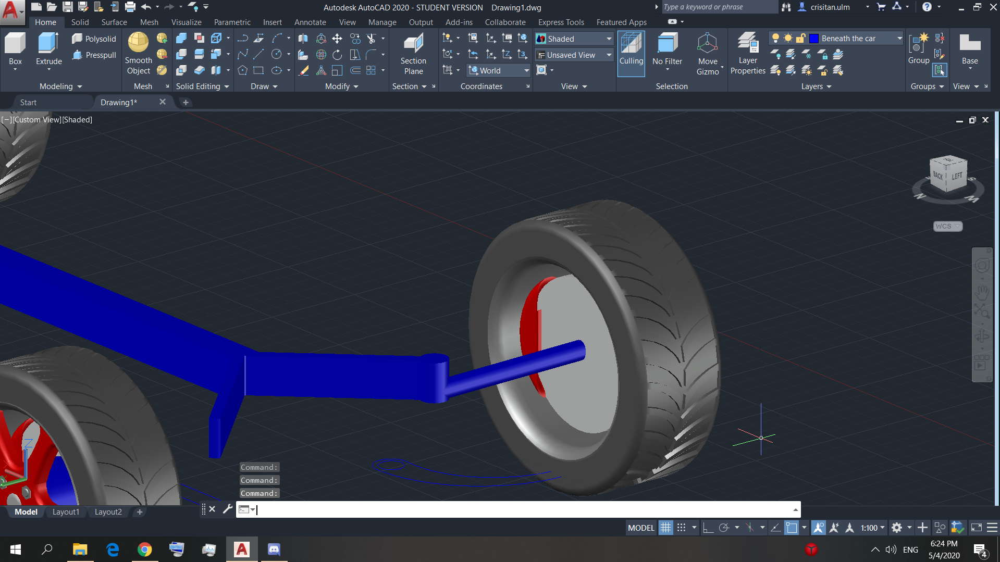 Autodesk AutoCAD 2020 - STUDENT VERSION    Drawing1.dwg
Type a keyword or phrase
crisitan.ulm
Home Solid Surface Mesh Visualize Parametric Insert Annotate View Manage Output Add-ins Collaborate Express Tools Featured Apps
Box
Extrude
Polysolid
Presspull
Modeling
Smooth
Object
Mesh
Solid Editing
Draw
Modify
Section
Plane
Section
World
Coordinates
Shaded
Unsaved View
View
Culling
No Filter
Move
Gizmo
Selection
Layer
Properties
Beneath the car
Layers
Group
Groups
Base
View
Start
Drawing1*
[−][Custom View][Shaded]
BACK
LEFT
N
WCS
Z
Command:
Command:
Command:
Model Layout1 Layout2
MODEL
1:100
ENG
6:24 PM
5/4/2020
4